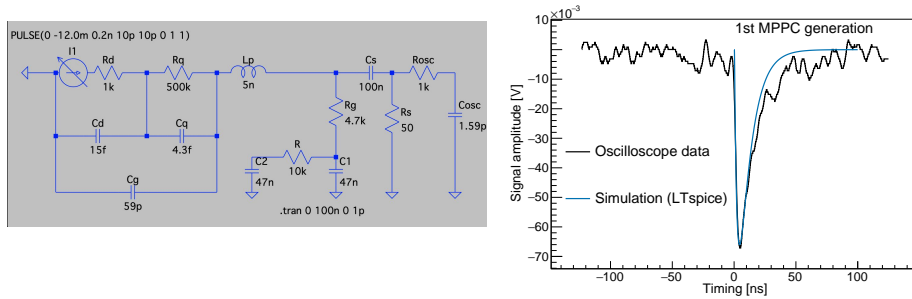 PULSE(0 -12.0m 0.2n 10p 10p 0 1 1)
I1
Rd
1k
Rq
500k
Lp
5n
Cs
100n
Rosc
1k
Cosc
1.59p
Rg
4.7k
Rs
50
Cd
15f
Cq
4.3f
Cg
59p
C2
47n
R
10k
C1
47n
.tran 0 100n 0 1p
1st MPPC generation
10
×10⁻³
0
−10
−20
−30
−40
−50
−60
−70
Signal amplitude [V]
Oscilloscope data
Simulation (LTspice)
−100 −50 0 50 100
Timing [ns]